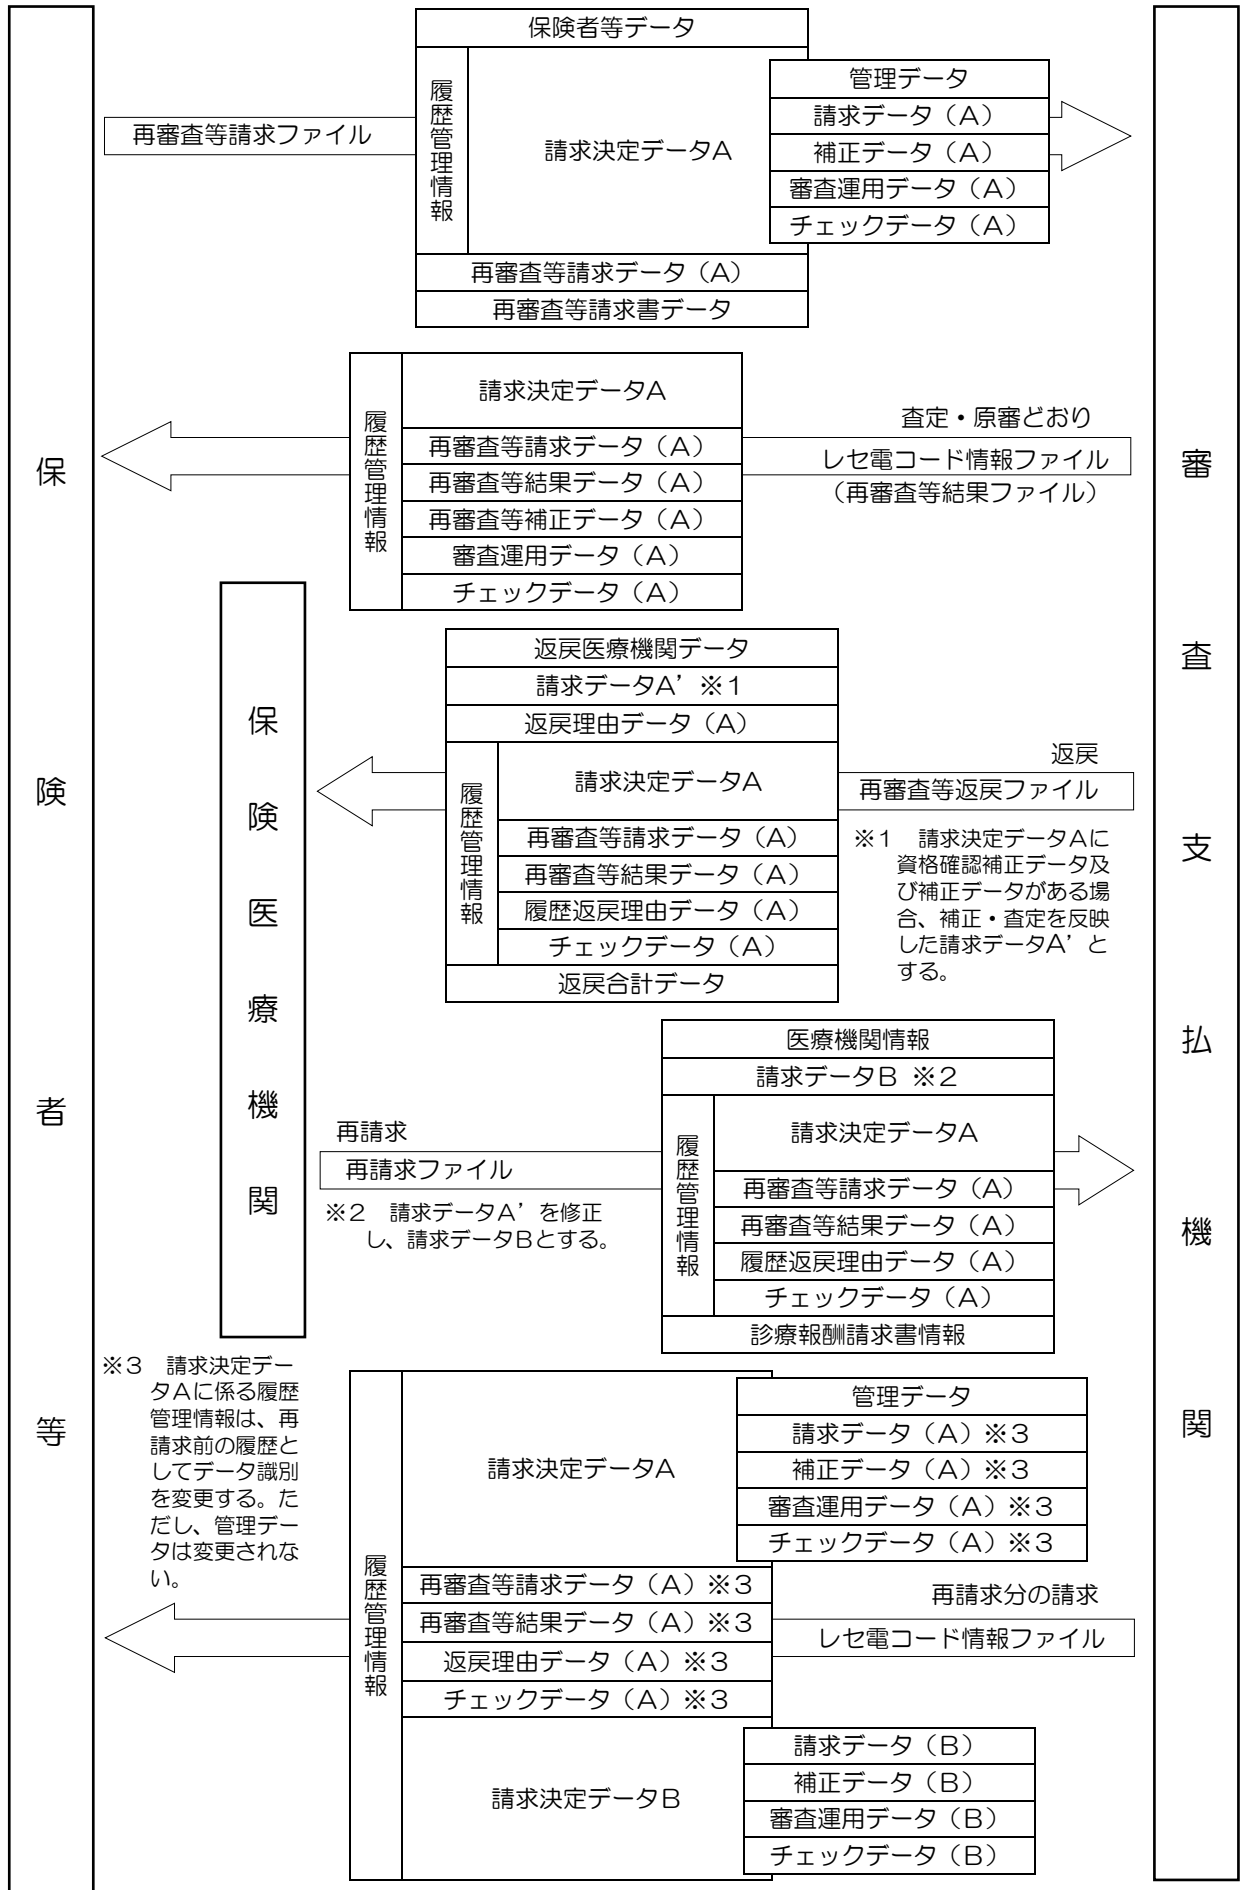 保険者等
審査支払機関
保険医療機関
保険者等データ
履歴管理情報
請求決定データA
管理データ
請求データ（A）
補正データ（A）
審査運用データ（A）
チェックデータ（A）
再審査等請求ファイル
再審査等請求データ（A）
再審査等請求書データ
履歴管理情報
請求決定データA
再審査等請求データ（A）
再審査等結果データ（A）
再審査等補正データ（A）
審査運用データ（A）
チェックデータ（A）
査定・原審どおり
レセ電コード情報ファイル
（再審査等結果ファイル）
返戻医療機関データ
請求データA’ ※1
返戻理由データ（A）
履歴管理情報
請求決定データA
再審査等請求データ（A）
再審査等結果データ（A）
履歴返戻理由データ（A）
チェックデータ（A）
返戻合計データ
返戻
再審査等返戻ファイル
※1　請求決定データAに
資格確認補正データ及
び補正データがある場
合、補正・査定を反映
した請求データA’と
する。
医療機関情報
請求データB ※2
履歴管理情報
請求決定データA
再審査等請求データ（A）
再審査等結果データ（A）
履歴返戻理由データ（A）
チェックデータ（A）
診療報酬請求書情報
再請求
再請求ファイル
※2　請求データA’を修正
し、請求データBとする。
※3　請求決定デー
タAに係る履歴
管理情報は、再
請求前の履歴と
してデータ識別
を変更する。た
だし、管理デー
タは変更されな
い。
履歴管理情報
請求決定データA
管理データ
請求データ（A）※3
補正データ（A）※3
審査運用データ（A）※3
チェックデータ（A）※3
再審査等請求データ（A）※3
再審査等結果データ（A）※3
返戻理由データ（A）※3
チェックデータ（A）※3
再請求分の請求
レセ電コード情報ファイル
請求決定データB
請求データ（B）
補正データ（B）
審査運用データ（B）
チェックデータ（B）